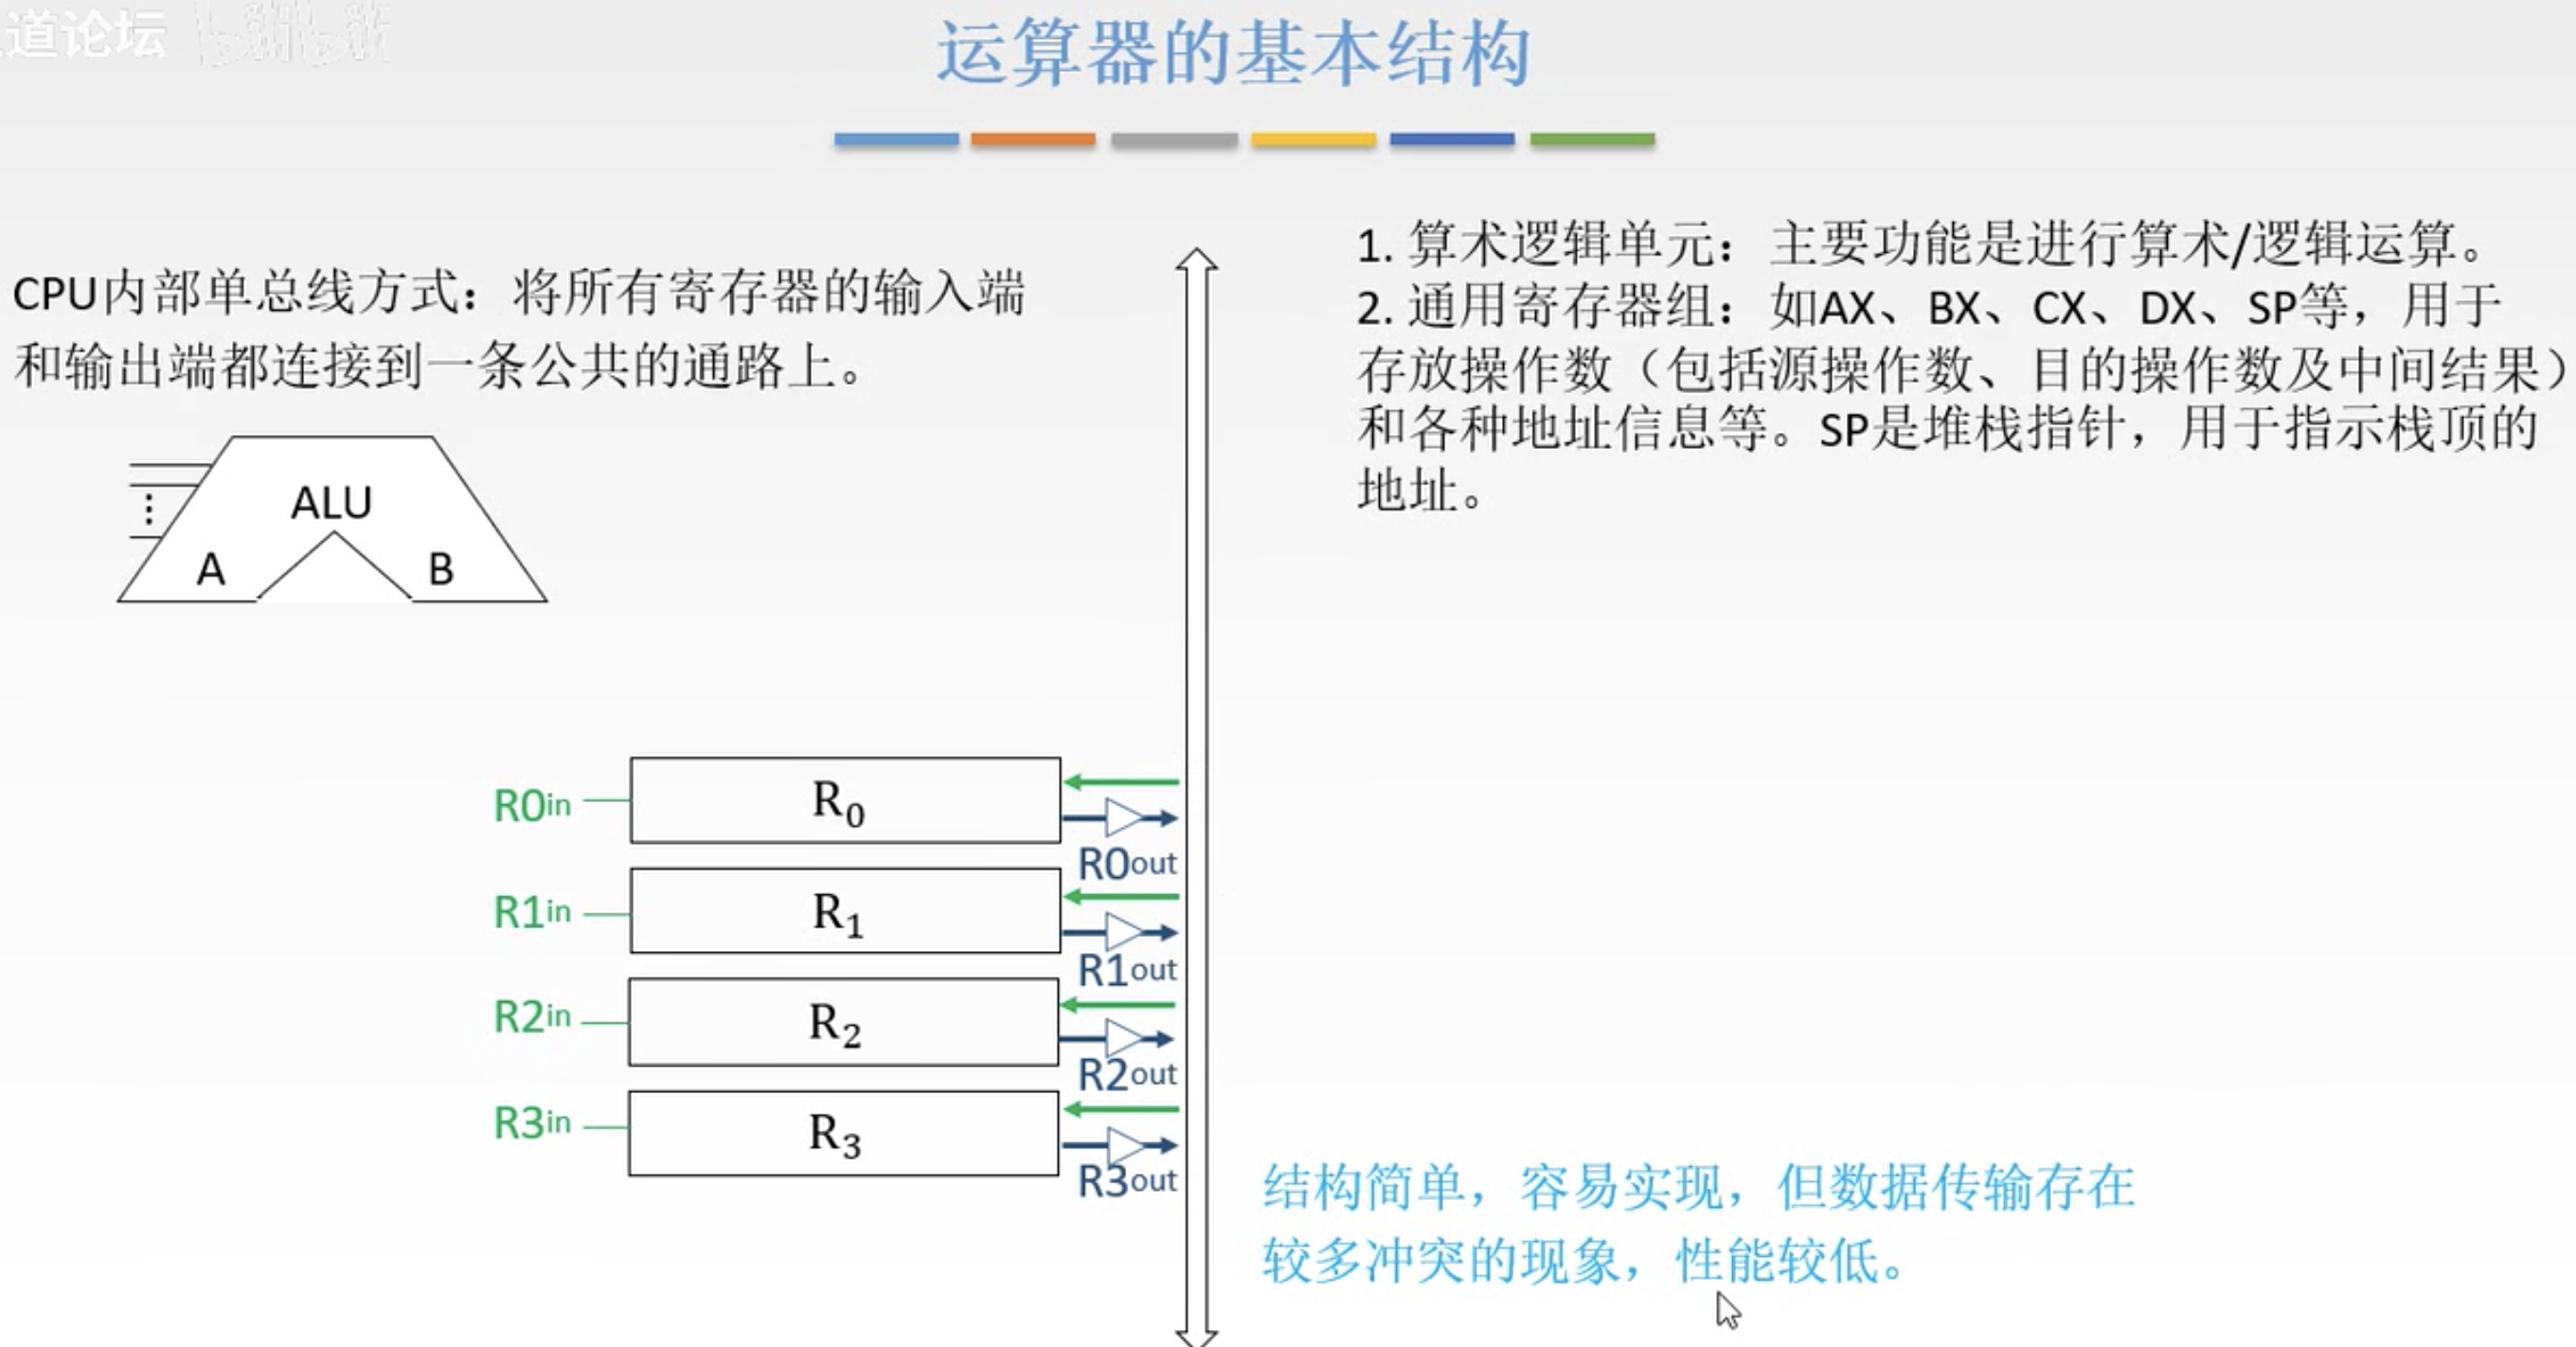 道论坛
bilibili
运算器的基本结构
CPU内部单总线方式：将所有寄存器的输入端
和输出端都连接到一条公共的通路上。
ALU
A
B
1. 算术逻辑单元：主要功能是进行算术/逻辑运算。
2. 通用寄存器组：如AX、BX、CX、DX、SP等，用于
存放操作数（包括源操作数、目的操作数及中间结果）
和各种地址信息等。SP是堆栈指针，用于指示栈顶的
地址。
R0in
R0
R0out
R1in
R1
R1out
R2in
R2
R2out
R3in
R3
R3out
结构简单，容易实现，但数据传输存在
较多冲突的现象，性能较低。